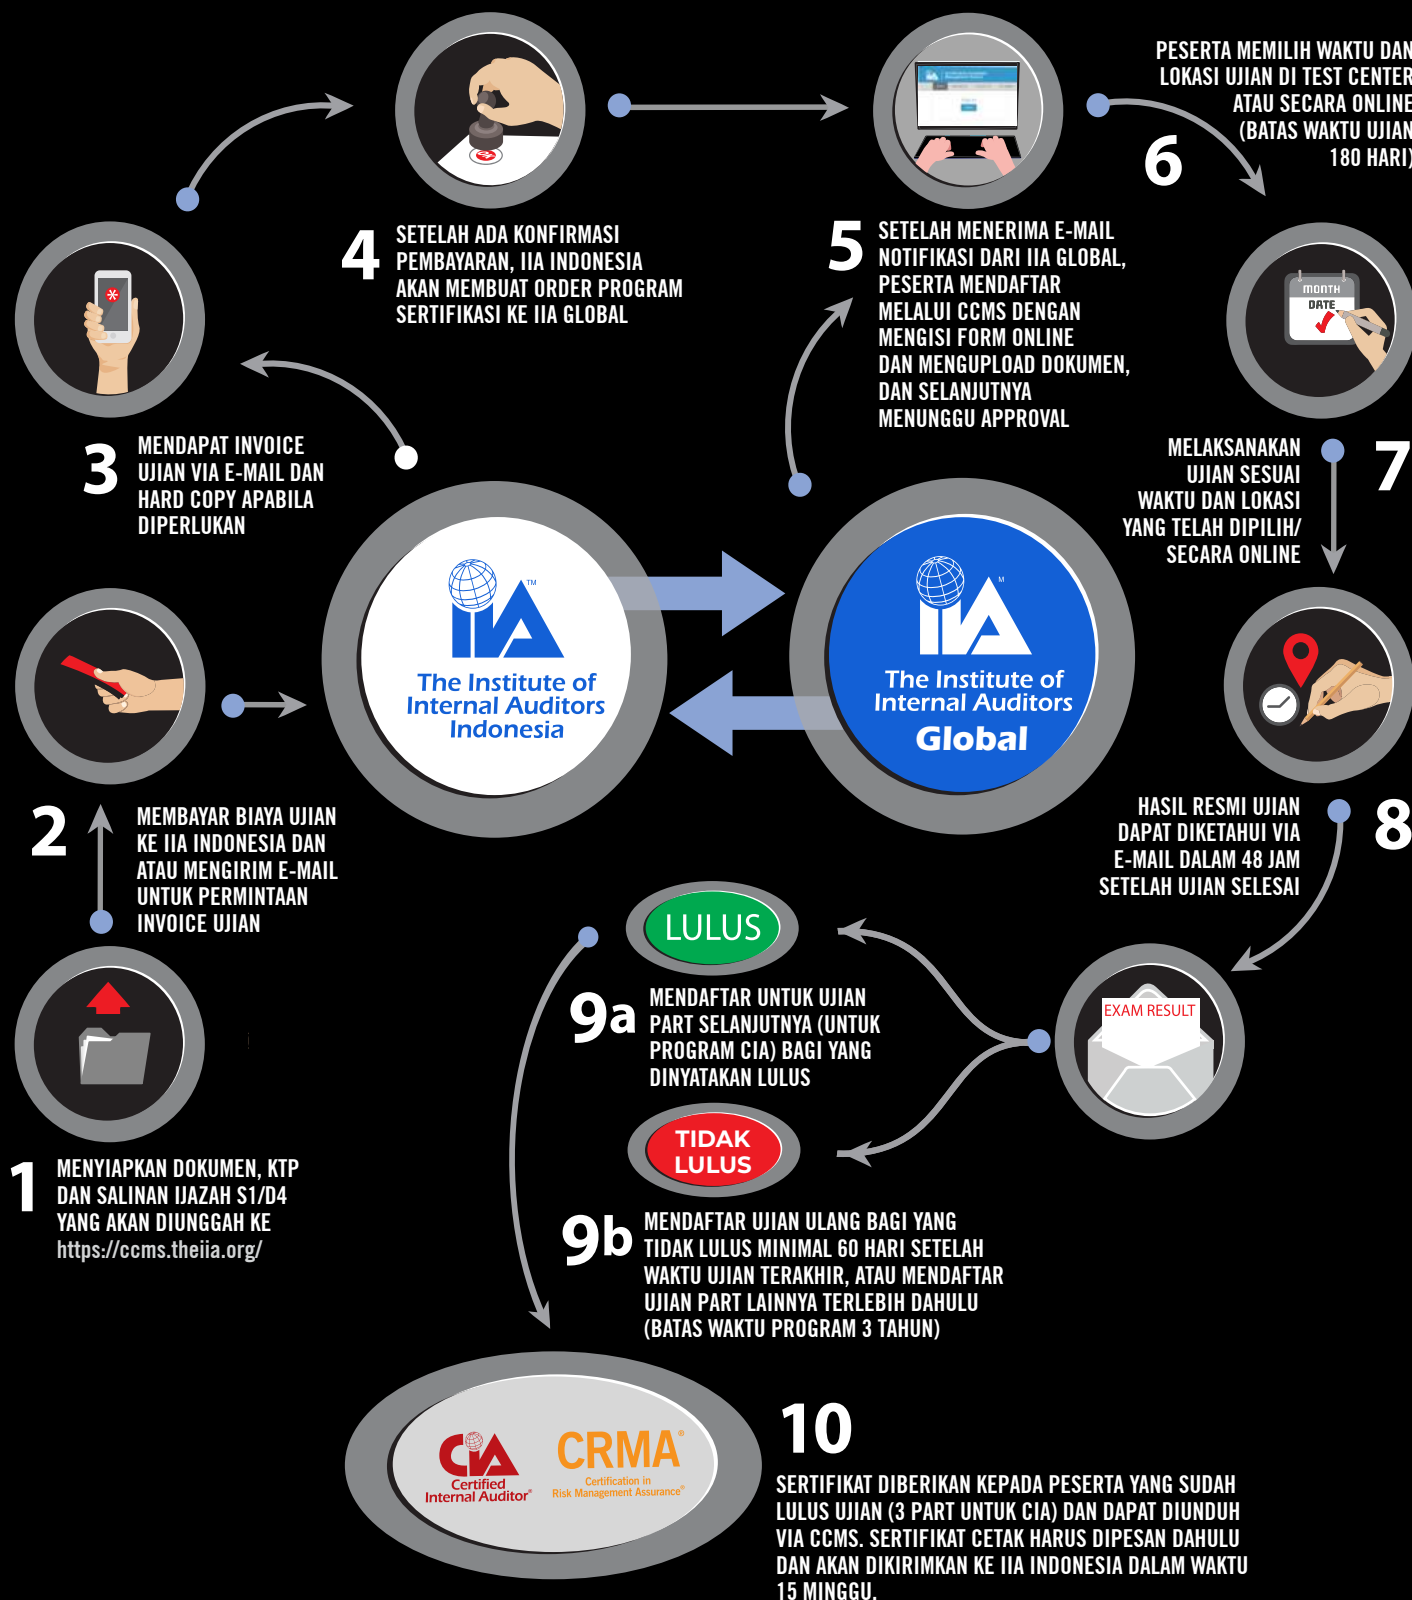 1
MENYIAPKAN DOKUMEN, KTP
DAN SALINAN IJAZAH S1/D4
YANG AKAN DIUNGGAH KE
https://ccms.theiia.org/
2
MEMBAYAR BIAYA UJIAN
KE IIA INDONESIA DAN
ATAU MENGIRIM E-MAIL
UNTUK PERMINTAAN
INVOICE UJIAN
3
MENDAPAT INVOICE
UJIAN VIA E-MAIL DAN
HARD COPY APABILA
DIPERLUKAN
4
SETELAH ADA KONFIRMASI
PEMBAYARAN, IIA INDONESIA
AKAN MEMBUAT ORDER PROGRAM
SERTIFIKASI KE IIA GLOBAL
IIA
TM
The Institute of
Internal Auditors
Indonesia
IIA
M
The Institute of
Internal Auditors
Global
5
SETELAH MENERIMA E-MAIL
NOTIFIKASI DARI IIA GLOBAL,
PESERTA MENDAFTAR
MELALUI CCMS DENGAN
MENGISI FORM ONLINE
DAN MENGUPLOAD DOKUMEN,
DAN SELANJUTNYA
MENUNGGU APPROVAL
6
PESERTA MEMILIH WAKTU DAN
LOKASI UJIAN DI TEST CENTER
ATAU SECARA ONLINE
(BATAS WAKTU UJIAN
180 HARI)
MONTH
DATE
7
MELAKSANAKAN
UJIAN SESUAI
WAKTU DAN LOKASI
YANG TELAH DIPILIH/
SECARA ONLINE
8
HASIL RESMI UJIAN
DAPAT DIKETAHUI VIA
E-MAIL DALAM 48 JAM
SETELAH UJIAN SELESAI
EXAM RESULT
LULUS
9a
MENDAFTAR UNTUK UJIAN
PART SELANJUTNYA (UNTUK
PROGRAM CIA) BAGI YANG
DINYATAKAN LULUS
TIDAK
LULUS
9b
MENDAFTAR UJIAN ULANG BAGI YANG
TIDAK LULUS MINIMAL 60 HARI SETELAH
WAKTU UJIAN TERAKHIR, ATAU MENDAFTAR
UJIAN PART LAINNYA TERLEBIH DAHULU
(BATAS WAKTU PROGRAM 3 TAHUN)
CIA
Certified
Internal Auditor®
CRMA®
Certification in
Risk Management Assurance®
10
SERTIFIKAT DIBERIKAN KEPADA PESERTA YANG SUDAH
LULUS UJIAN (3 PART UNTUK CIA) DAN DAPAT DIUNDUH
VIA CCMS. SERTIFIKAT CETAK HARUS DIPESAN DAHULU
DAN AKAN DIKIRIMKAN KE IIA INDONESIA DALAM WAKTU
15 MINGGU.